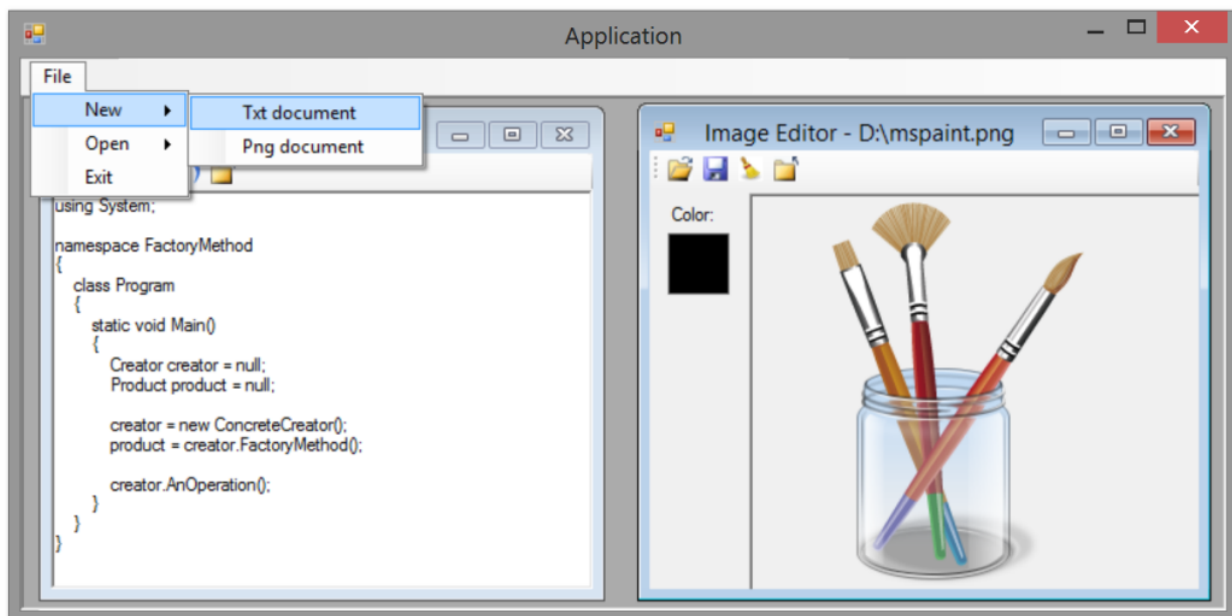 Application
File
New
Txt document
Open
Png document
Exit
using System;
namespace FactoryMethod
{
class Program
{
static void Main()
{
Creator creator = null;
Product product = null;
creator = new ConcreteCreator();
product = creator.FactoryMethod();
creator.AnOperation();
}
}
}
Image Editor - D:\mspaint.png
Color: